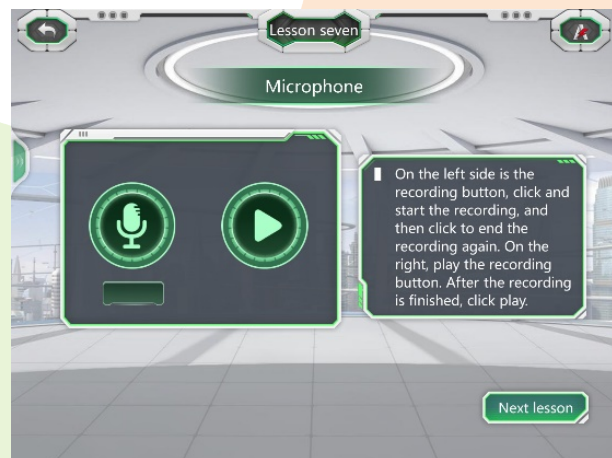 Lesson seven
Microphone
On the left side is the
recording button, click and
start the recording, and
then click to end the
recording again. On the
right, play the recording
button. After the recording
is finished, click play.
Next lesson